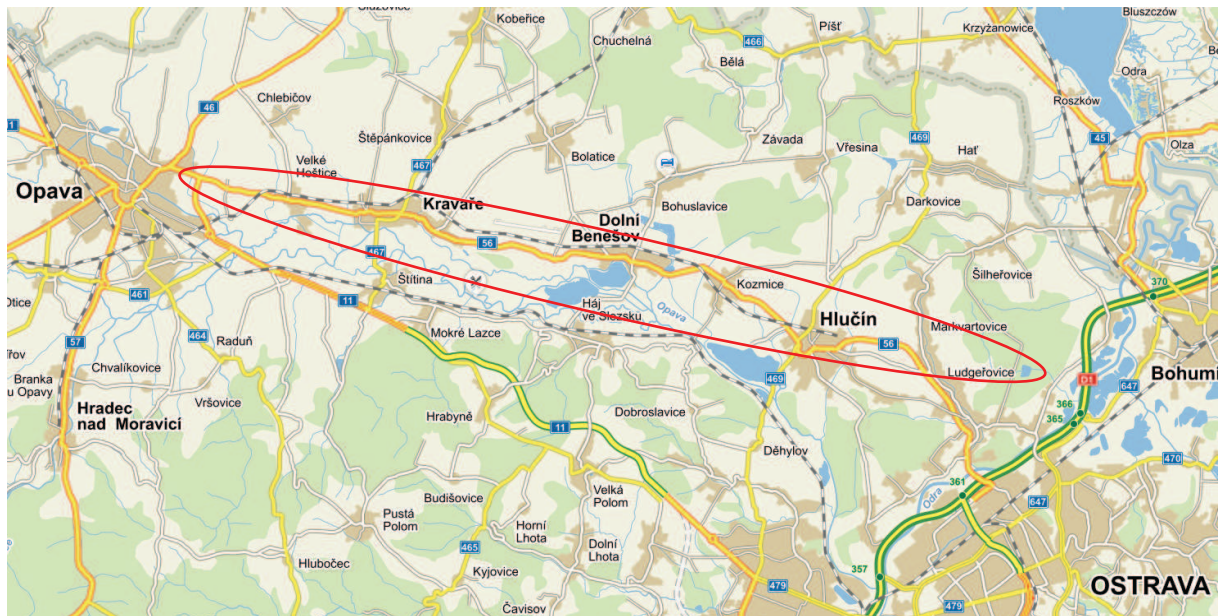 Kobeřice
Chuchelná
466
Píšť
Bělá
Krzyżanowice
Bluszczów
Odra
Roszków
45
Olza
46
Chlebičov
Štěpánkovice
467
Závada
469
Vřesina
Hať
Bolatice
Velké
Hoštice
Opava
Kravaře
Bohuslavice
Darkovice
Dolní
Benešov
56
467
Štítina
Šilheřovice
370
461
Otice
11
Háj
ve Slezsku
Opava
Kozmice
Hlučín
Markvartovice
56
57
464
Raduň
Mokré Lazce
469
Ludgeřovice
D1
647
Bohumí
Chvalíkovice
Branka
u Opavy
Vršovice
Hradec
nad Moravicí
Hrabyně
11
Dobroslavice
366
365
Děhylov
470
Budišovice
Velká
Polom
Odra
361
647
Pustá
Polom
Horní
Lhota
465
Dolní
Lhota
Hlubočec
Kyjovice
Čavisov
479
357
479
OSTRAVA